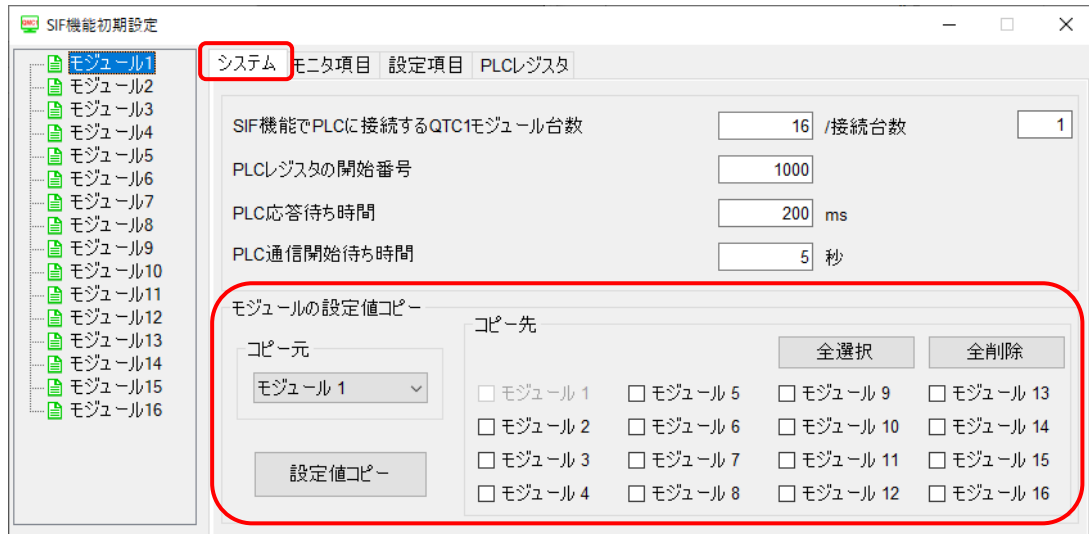 QMC1 SIF機能初期設定
モジュール1
モジュール2
モジュール3
モジュール4
モジュール5
モジュール6
モジュール7
モジュール8
モジュール9
モジュール10
モジュール11
モジュール12
モジュール13
モジュール14
モジュール15
モジュール16
システム モニタ項目 設定項目 PLCレジスタ
SIF機能でPLCに接続するQTC1モジュール台数 16 /接続台数 1
PLCレジスタの開始番号 1000
PLC応答待ち時間 200 ms
PLC通信開始待ち時間 5 秒
モジュールの設定値コピー
コピー元
モジュール 1
設定値コピー
コピー先
全選択 全削除
モジュール 1 モジュール 5 モジュール 9 モジュール 13
モジュール 2 モジュール 6 モジュール 10 モジュール 14
モジュール 3 モジュール 7 モジュール 11 モジュール 15
モジュール 4 モジュール 8 モジュール 12 モジュール 16